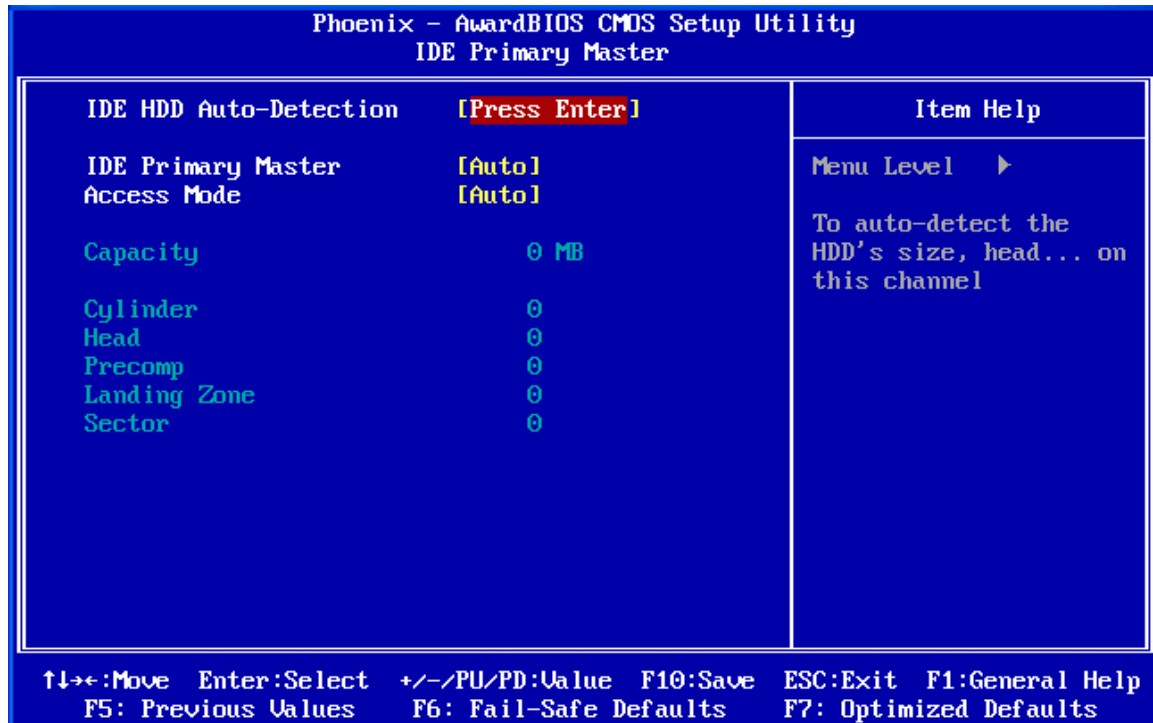 Phoenix - AwardBIOS CMOS Setup Utility
IDE Primary Master
IDE HDD Auto-Detection [Press Enter]
IDE Primary Master [Auto]
Access Mode [Auto]
Capacity 0 MB
Cylinder 0
Head 0
Precomp 0
Landing Zone 0
Sector 0
Item Help
Menu Level ▶
To auto-detect the
HDD's size, head... on
this channel
↑↓→←:Move Enter:Select +/-/PU/PD:Value F10:Save ESC:Exit F1:General Help
F5: Previous Values F6: Fail-Safe Defaults F7: Optimized Defaults